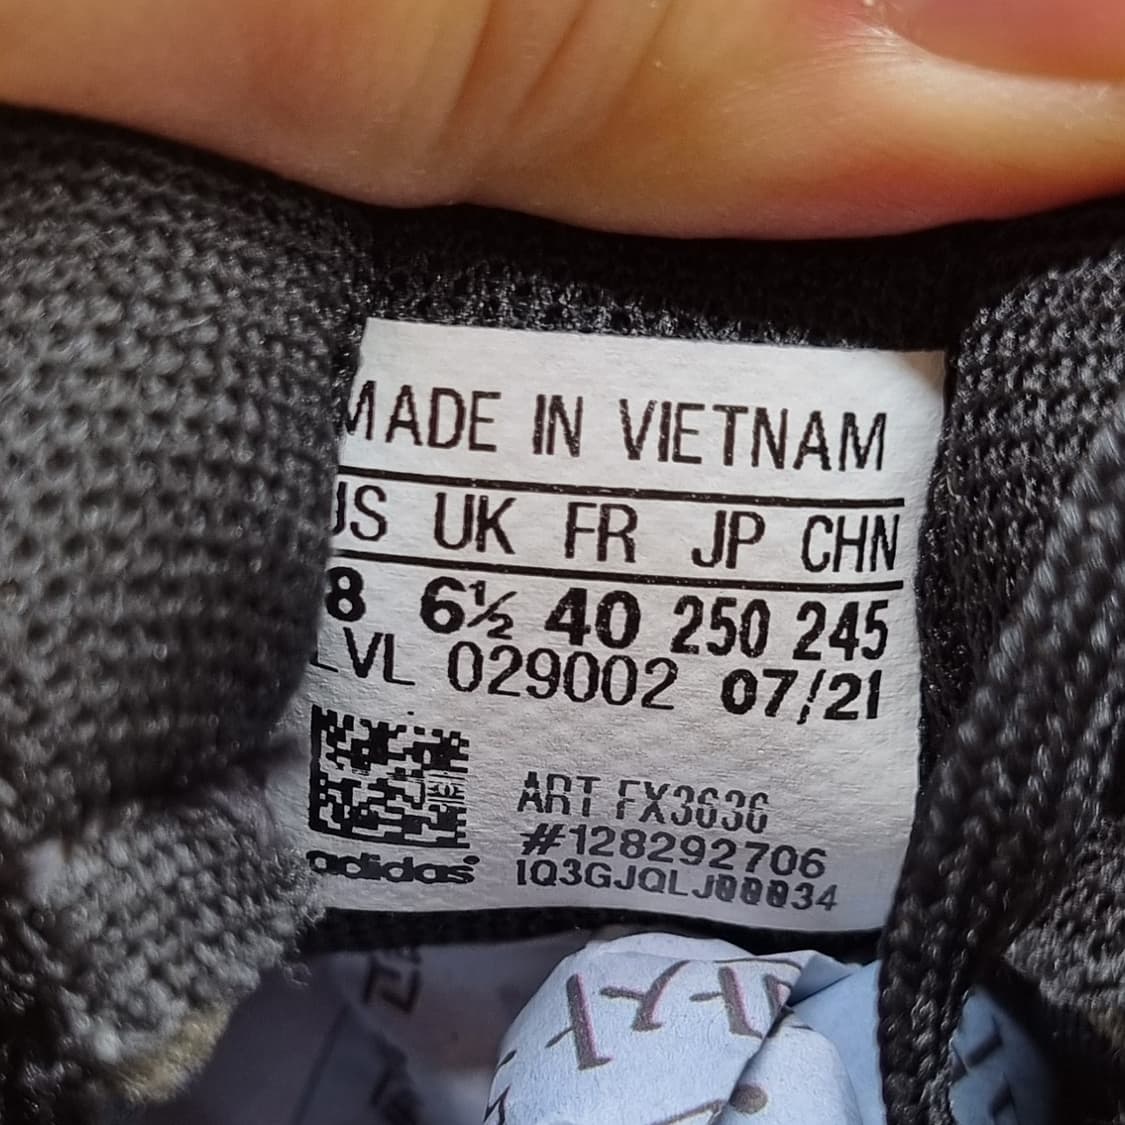 MADE IN VIETNAM
US UK FR JP CHN
8 6½ 40 250 245
LVL 029002 07/21
ART FX3636
#128292706
adidas 1Q3GJQLJ00034